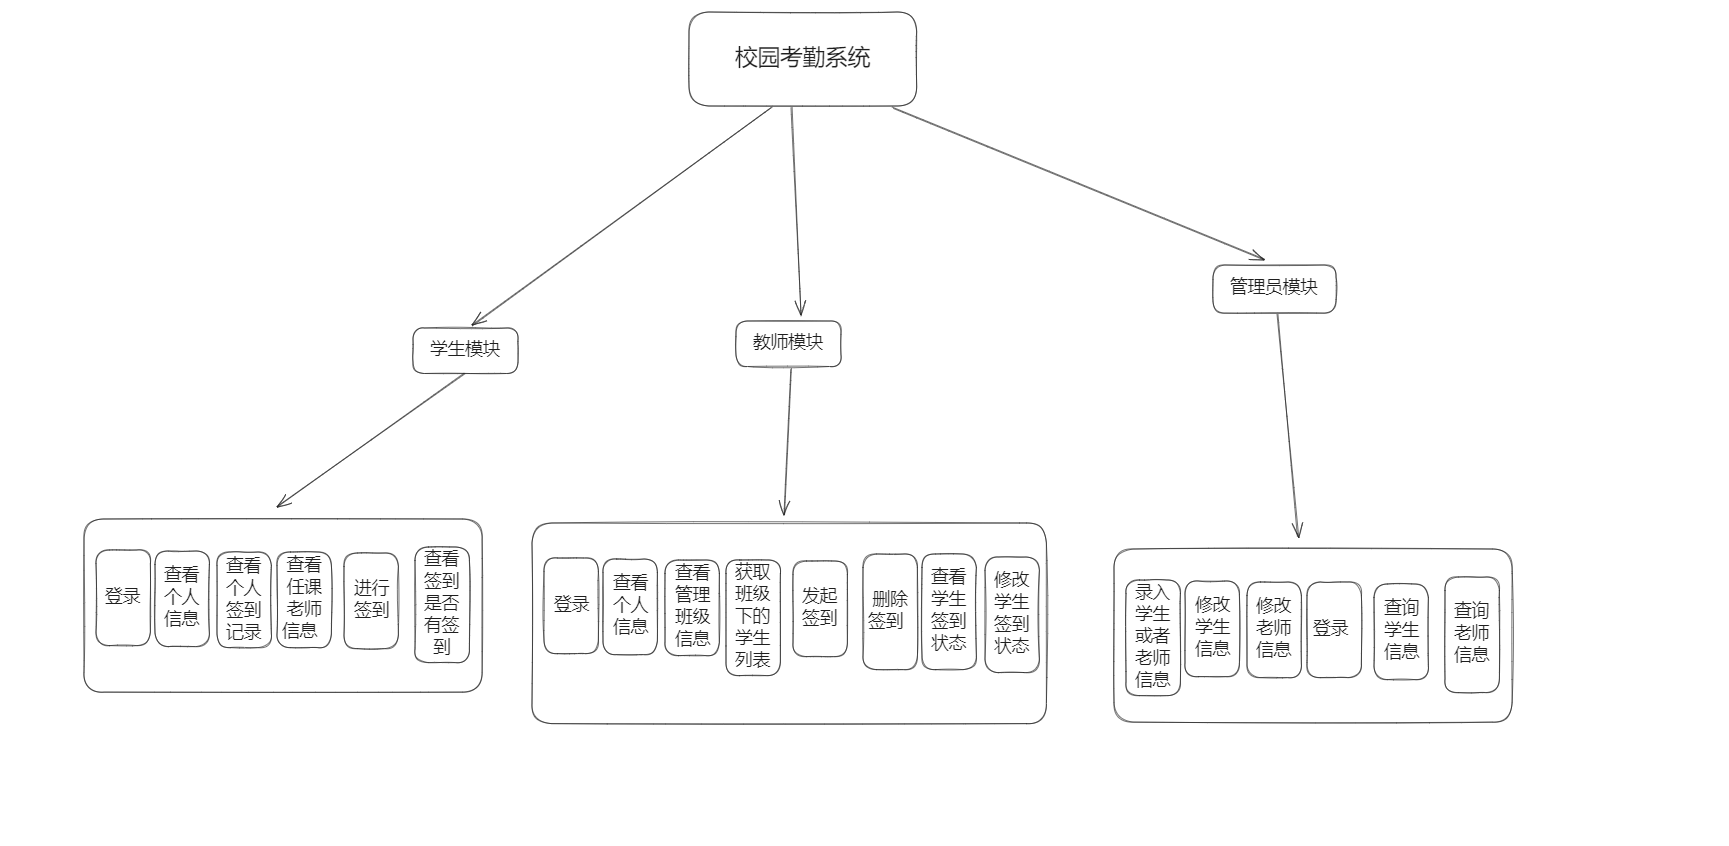 校园考勤系统
管理员模块
学生模块
教师模块
登录
查看
个人
信息
查看
个人
签到
记录
查看
任课
老师
信息
进行
签到
查看
签到
是否
有签
到
登录
查看
个人
信息
查看
管理
班级
信息
获取
班级
下的
学生
列表
发起
签到
删除
签到
查看
学生
签到
状态
修改
学生
签到
状态
录入
学生
或者
老师
信息
修改
学生
信息
修改
老师
信息
登录
查询
学生
信息
查询
老师
信息